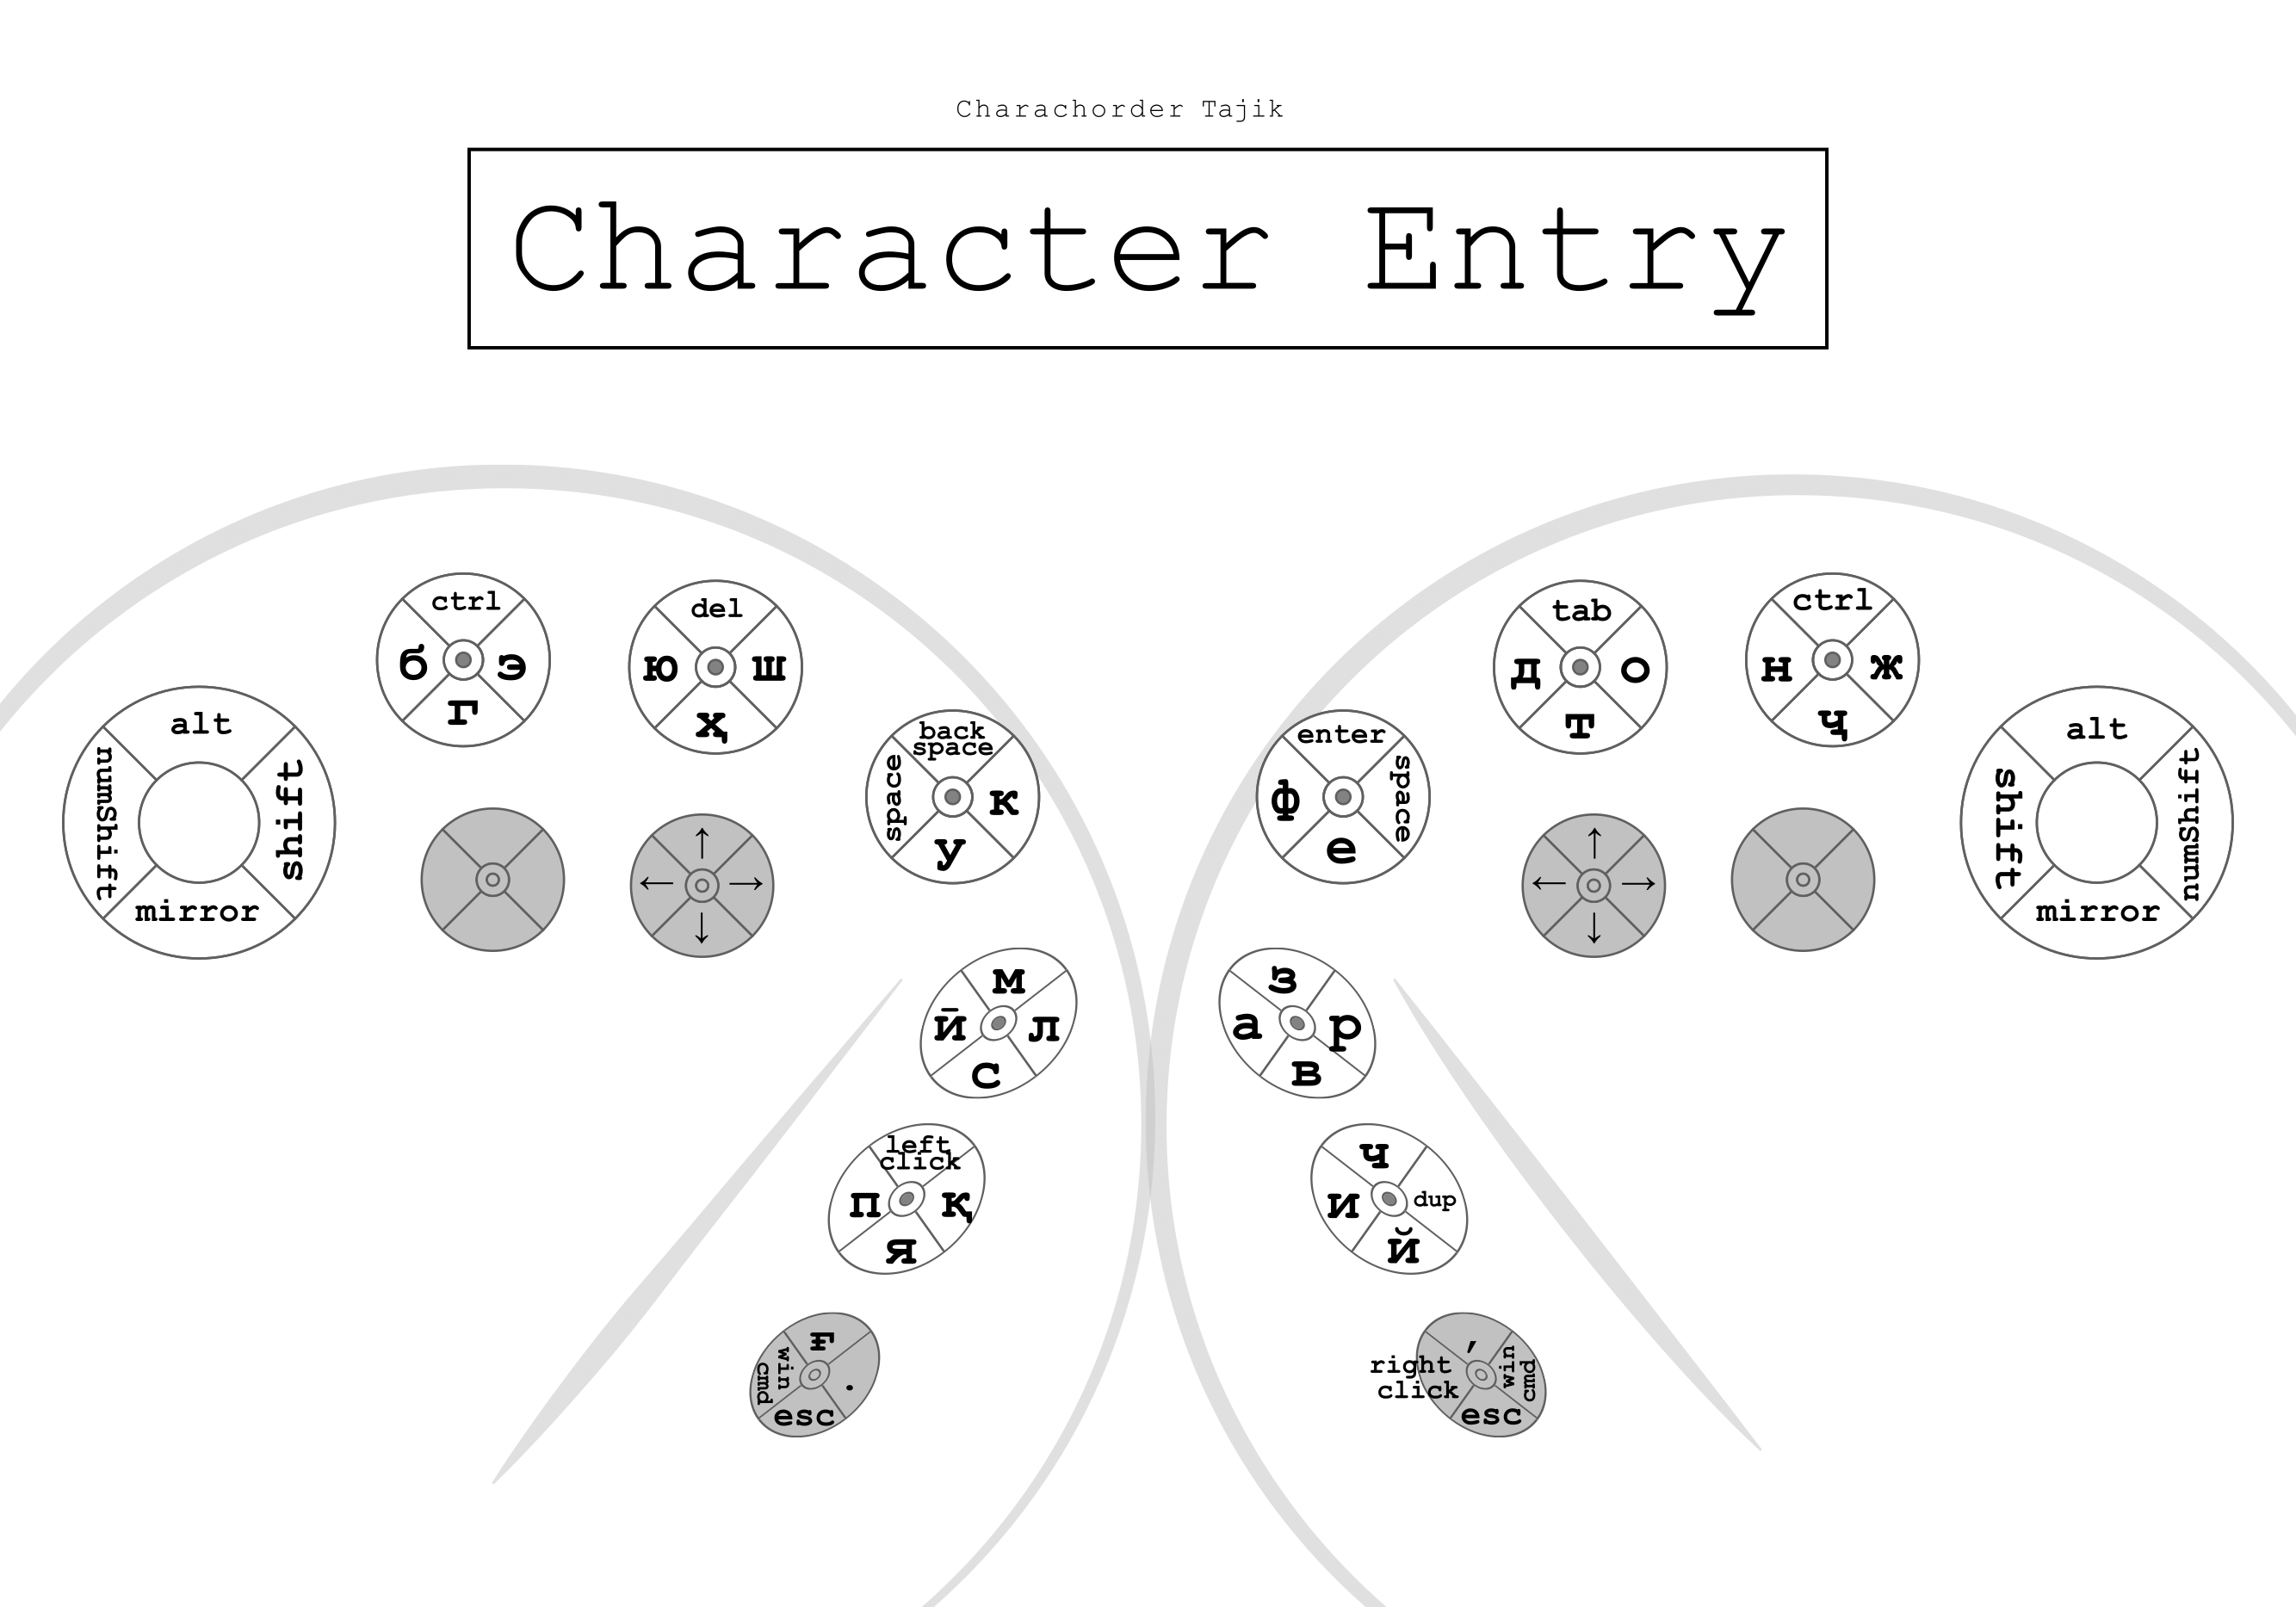 Charachorder Tajik
Character Entry
ctrl
б э
г
del
ю ш
ҳ
tab
д о
т
ctrl
н ж
ҷ
alt
numShift shift
mirror
back
space
space к
у
enter
ф space
е
alt
shift numShift
mirror
↑
← →
↓
↑
← →
↓
м
ӣ л
с
з
а р
в
left
click
п қ
я
ч
и dup
й
ғ
win
cmd .
esc
,
right
click
win
cmd
esc